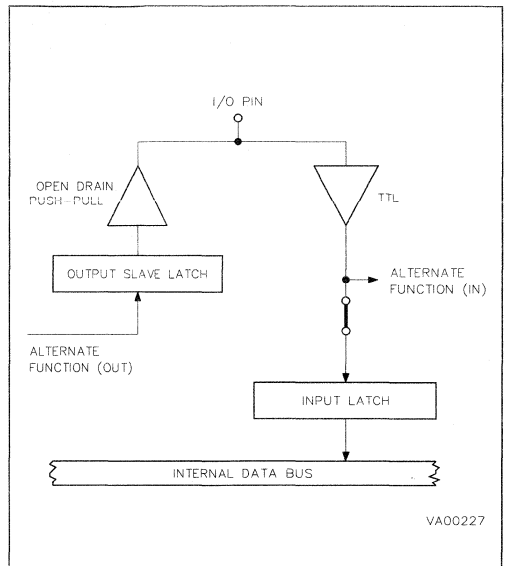 I/O PIN
OPEN DRAIN
PUSH-PULL
TTL
OUTPUT SLAVE LATCH
ALTERNATE
FUNCTION (IN)
ALTERNATE
FUNCTION (OUT)
INPUT LATCH
INTERNAL DATA BUS
VA00227